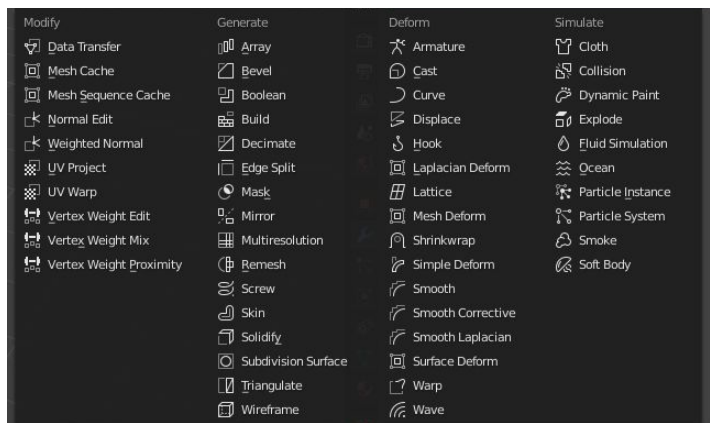 Modify
Data Transfer
Mesh Cache
Mesh Sequence Cache
Normal Edit
Weighted Normal
UV Project
UV Warp
Vertex Weight Edit
Vertex Weight Mix
Vertex Weight Proximity
Generate
Array
Bevel
Boolean
Build
Decimate
Edge Split
Mask
Mirror
Multiresolution
Remesh
Screw
Skin
Solidify
Subdivision Surface
Triangulate
Wireframe
Deform
Armature
Cast
Curve
Displace
Hook
Laplacian Deform
Lattice
Mesh Deform
Shrinkwrap
Simple Deform
Smooth
Smooth Corrective
Smooth Laplacian
Surface Deform
Warp
Wave
Simulate
Cloth
Collision
Dynamic Paint
Explode
Fluid Simulation
Ocean
Particle Instance
Particle System
Smoke
Soft Body